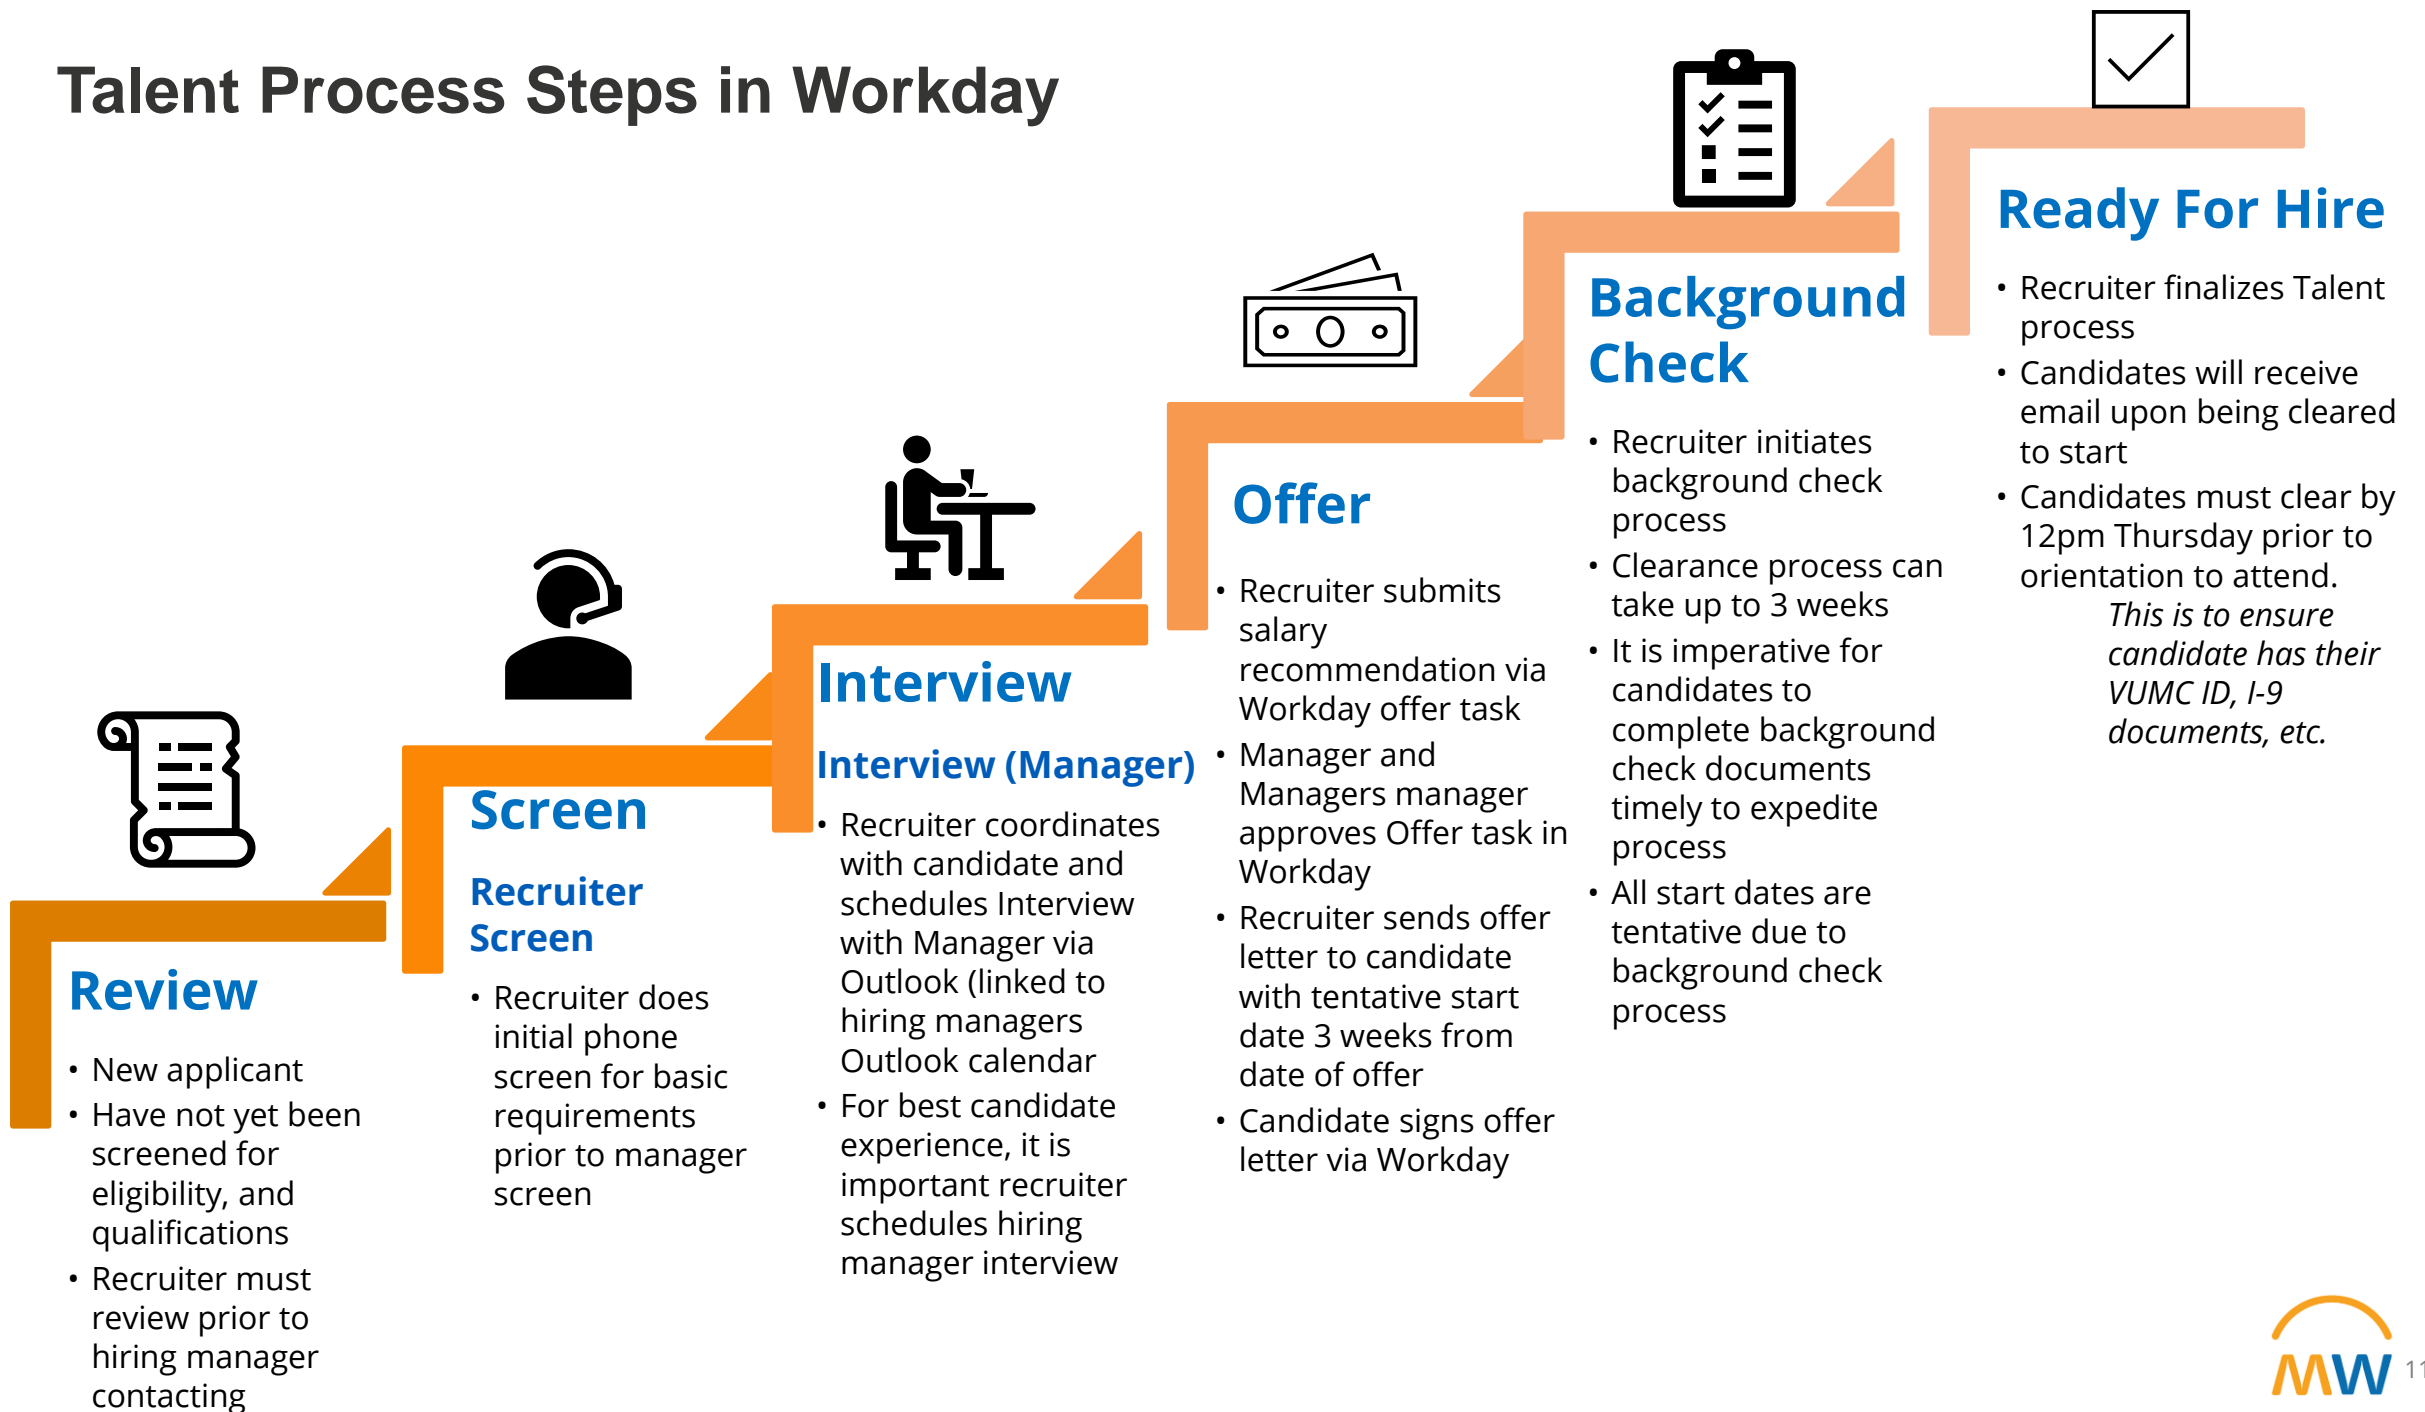 Talent Process Steps in Workday
Review
• New applicant
• Have not yet been
screened for
eligibility, and
qualifications
• Recruiter must
review prior to
hiring manager
contacting
Screen
Recruiter
Screen
• Recruiter does
initial phone
screen for basic
requirements
prior to manager
screen
Interview
Interview (Manager)
• Recruiter coordinates
with candidate and
schedules Interview
with Manager via
Outlook (linked to
hiring managers
Outlook calendar
• For best candidate
experience, it is
important recruiter
schedules hiring
manager interview
Offer
• Recruiter submits
salary
recommendation via
Workday offer task
• Manager and
Managers manager
approves Offer task in
Workday
• Recruiter sends offer
letter to candidate
with tentative start
date 3 weeks from
date of offer
• Candidate signs offer
letter via Workday
Background
Check
• Recruiter initiates
background check
process
• Clearance process can
take up to 3 weeks
• It is imperative for
candidates to
complete background
check documents
timely to expedite
process
• All start dates are
tentative due to
background check
process
Ready For Hire
• Recruiter finalizes Talent
process
• Candidates will receive
email upon being cleared
to start
• Candidates must clear by
12pm Thursday prior to
orientation to attend.
This is to ensure
candidate has their
VUMC ID, I-9
documents, etc.
MW
11